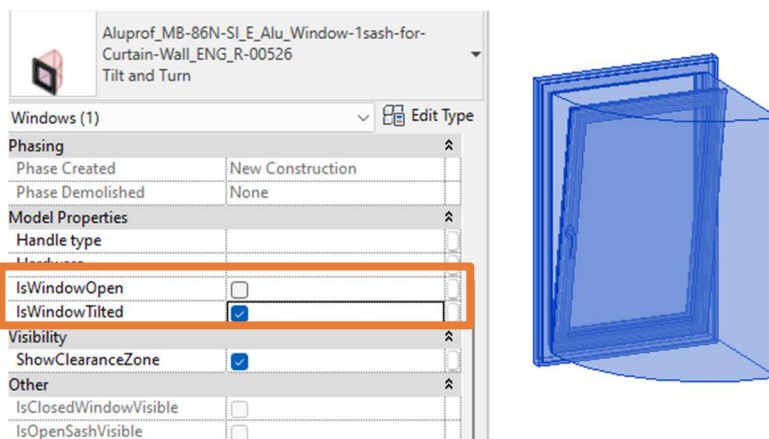 Aluprof_MB-86N-SI_E_Alu_Window-1sash-for-
Curtain-Wall_ENG_R-00526
Tilt and Turn
Windows (1)
Edit Type
Phasing
Phase Created New Construction
Phase Demolished None
Model Properties
Handle type
Hardware
IsWindowOpen
IsWindowTilted
Visibility
ShowClearanceZone
Other
IsClosedWindowVisible
IsOpenSashVisible